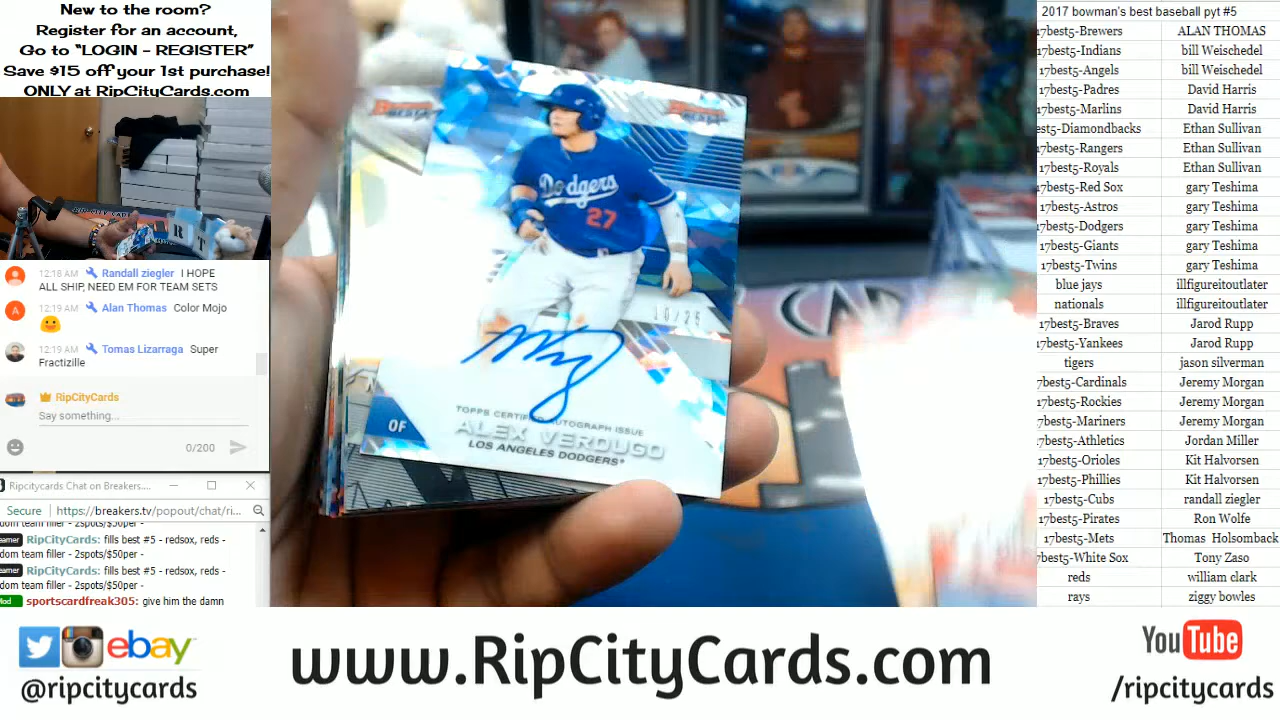 New to the room?
Register for an account,
Go to “LOGIN - REGISTER”
Save $15 off your 1st purchase!
ONLY at RipCityCards.com
R T
12:18 AM Randall ziegler I HOPE
ALL SHIP, NEED EM FOR TEAM SETS
A 12:19 AM Alan Thomas Color Mojo
12:19 AM Tomas Lizarraga Super
Fractizille
RipCityCards
Say something...
0/200
Ripcitycards Chat on Breakers....
Secure https://breakers.tv/popout/chat/ri...
dom team filler - 2spots/$50per -
RipCityCards: fills best #5 - redsox, reds -
dom team filler - 2spots/$50per -
RipCityCards: fills best #5 - redsox, reds -
dom team filler - 2spots/$50per -
sportscardfreak305: give him the damn
Dodgers
27
10/25
TOPPS CERTIFIED AUTOGRAPH ISSUE
OF
ALEX VERDUGO
LOS ANGELES DODGERS
2017 bowman's best baseball pyt #5
17best5-Brewers ALAN THOMAS
17best5-Indians bill Weischedel
17best5-Angels bill Weischedel
17best5-Padres David Harris
17best5-Marlins David Harris
est5-Diamondbacks Ethan Sullivan
17best5-Rangers Ethan Sullivan
17best5-Royals Ethan Sullivan
17best5-Red Sox gary Teshima
17best5-Astros gary Teshima
17best5-Dodgers gary Teshima
17best5-Giants gary Teshima
17best5-Twins gary Teshima
blue jays illfigureitoutlater
nationals illfigureitoutlater
17best5-Braves Jarod Rupp
17best5-Yankees Jarod Rupp
tigers jason silverman
7best5-Cardinals Jeremy Morgan
17best5-Rockies Jeremy Morgan
7best5-Mariners Jeremy Morgan
7best5-Athletics Jordan Miller
17best5-Orioles Kit Halvorsen
17best5-Phillies Kit Halvorsen
17best5-Cubs randall ziegler
17best5-Pirates Ron Wolfe
17best5-Mets Thomas Holsomback
7best5-White Sox Tony Zaso
reds william clark
rays ziggy bowles
ebay
@ripcitycards
www.RipCityCards.com
YouTube
/ripcitycards